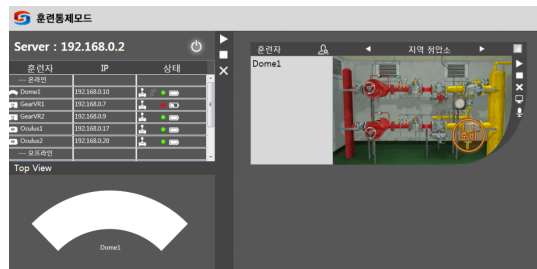 훈련통제모드
Server : 192.168.0.2
훈련자 IP 상태
--- 온라인
Dome1 192.168.0.10
GearVR1 192.168.0.7
GearVR2 192.168.0.9
Oculus1 192.168.0.17
Oculus2 192.168.0.20
--- 오프라인
Top View
Dome1
훈련자 지역 정압소
Dome1
준비